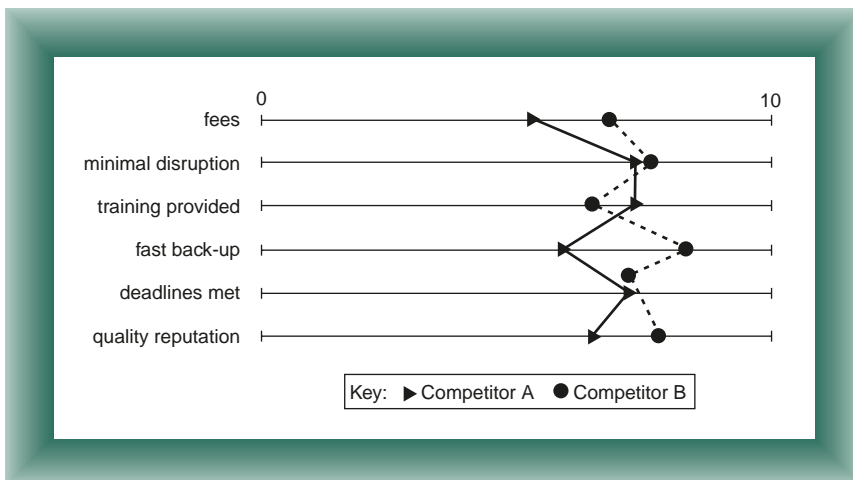 0 10
fees
minimal disruption
training provided
fast back-up
deadlines met
quality reputation
Key: Competitor A Competitor B